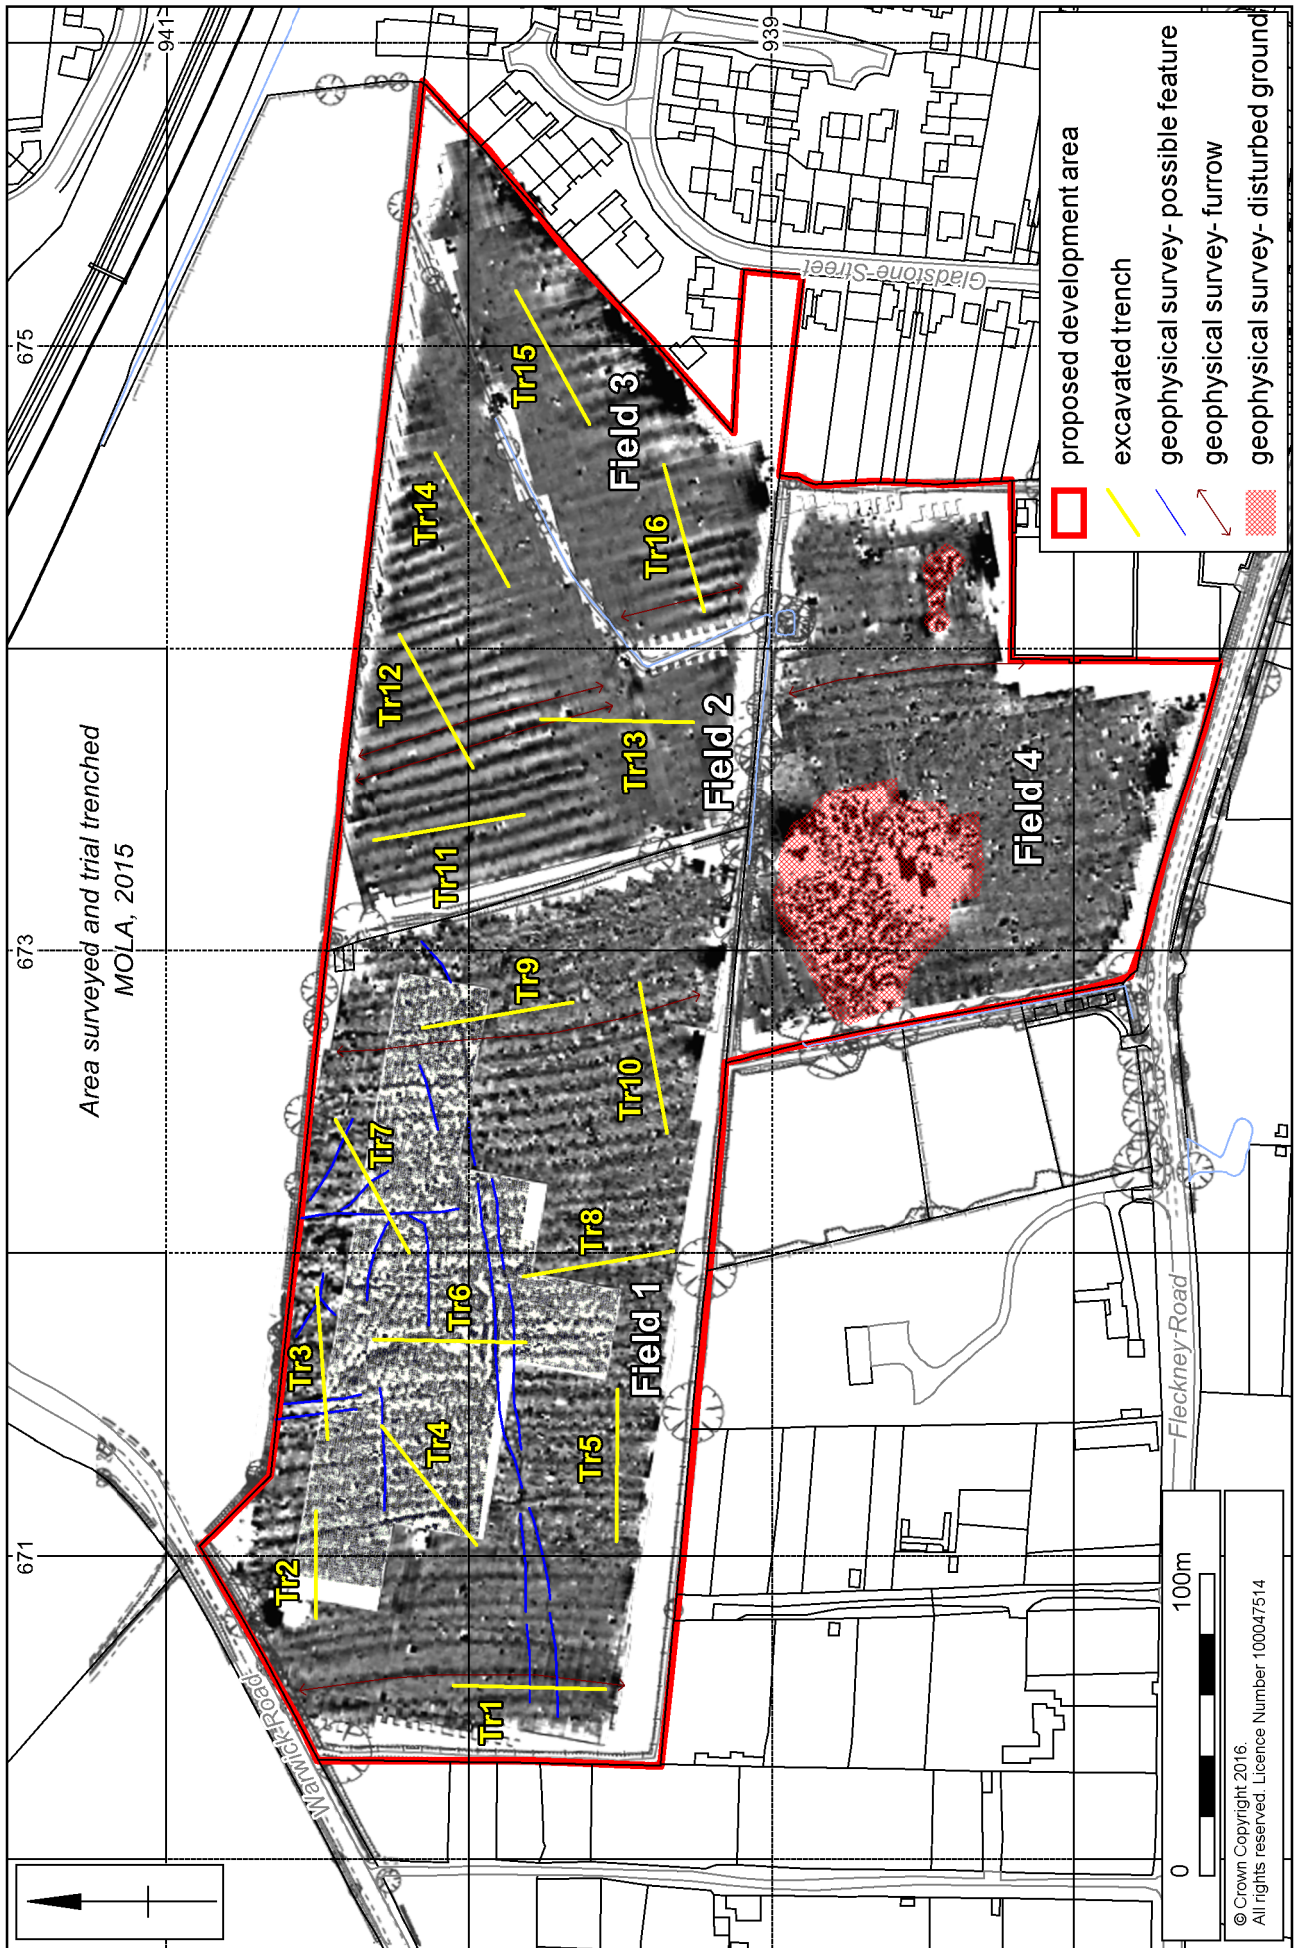 Area surveyed and trial trenched
MOLA, 2015
671
673
675
941
939
Warwick Road
Gladstone Street
Fleckney Road
Tr1
Tr2
Tr3
Tr4
Tr5
Tr6
Tr7
Tr8
Tr9
Tr10
Tr11
Tr12
Tr13
Tr14
Tr15
Tr16
Field 1
Field 2
Field 3
Field 4
proposed development area
excavated trench
geophysical survey- possible feature
geophysical survey- furrow
geophysical survey- disturbed ground
0 100m
© Crown Copyright 2016.
All rights reserved. Licence Number 100047514